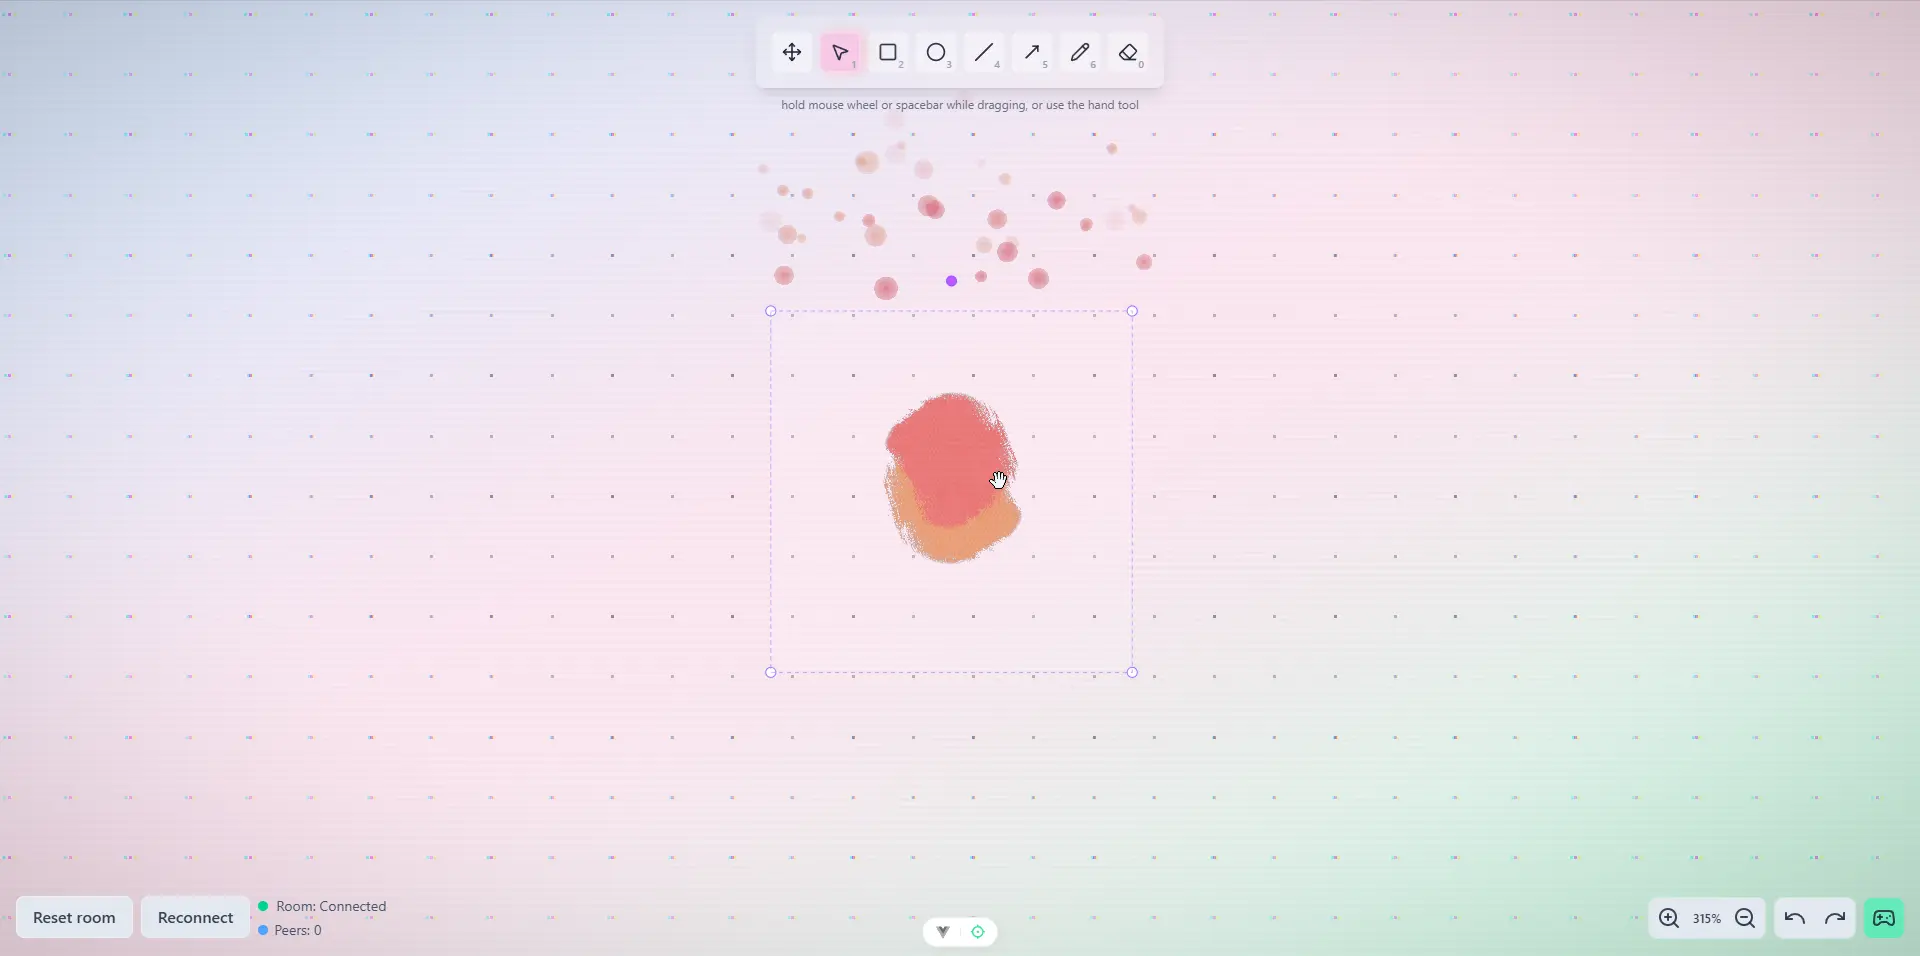 1
2
3
4
5
6
0
hold mouse wheel or spacebar while dragging, or use the hand tool
Reset room
Reconnect
Room: Connected
Peers: 0
315%